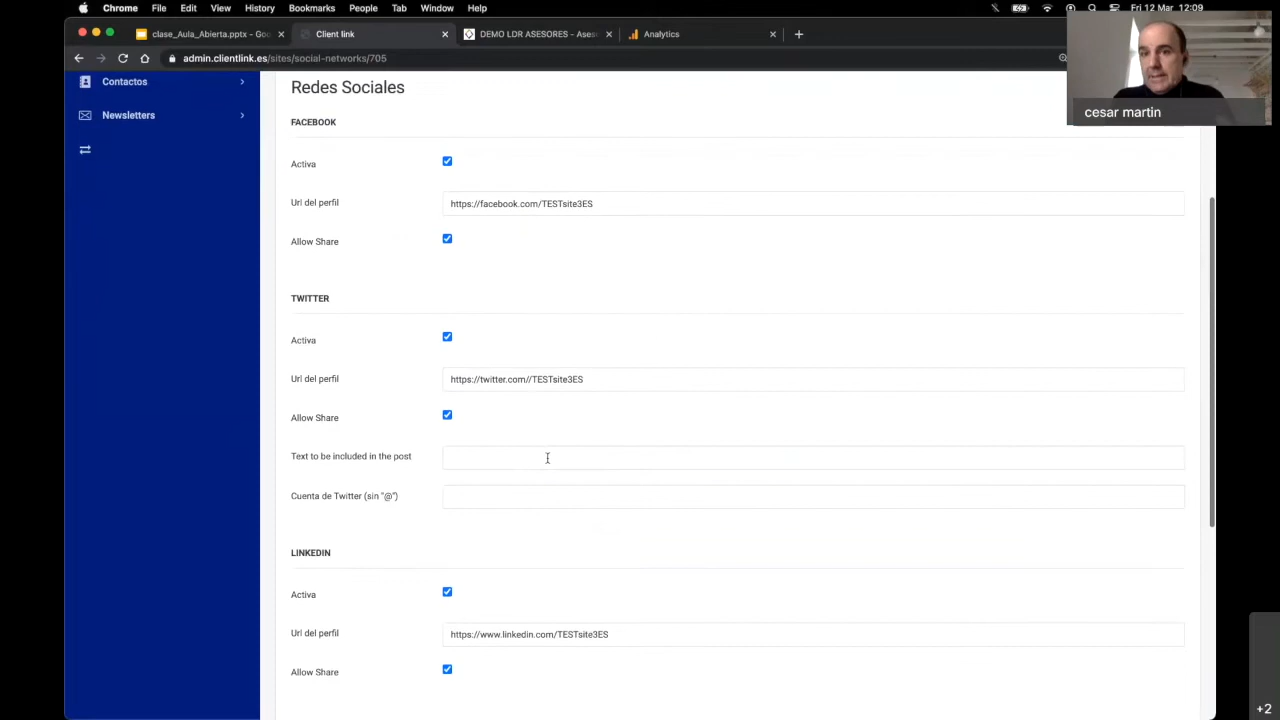 Chrome File Edit View History Bookmarks People Tab Window Help Fri 12 Mar 12:09
clase_Aula_Abierta.pptx - Goo Client link DEMO LDR ASESORES - Ases Analytics
admin.clientlink.es/sites/social-networks/705
cesar martin
Contactos
Newsletters
Redes Sociales
FACEBOOK
Activa
Url del perfil https://facebook.com/TESTsite3ES
Allow Share
TWITTER
Activa
Url del perfil https://twitter.com//TESTsite3ES
Allow Share
Text to be included in the post
Cuenta de Twitter (sin "@")
LINKEDIN
Activa
Url del perfil https://www.linkedin.com/TESTsite3ES
Allow Share
+2